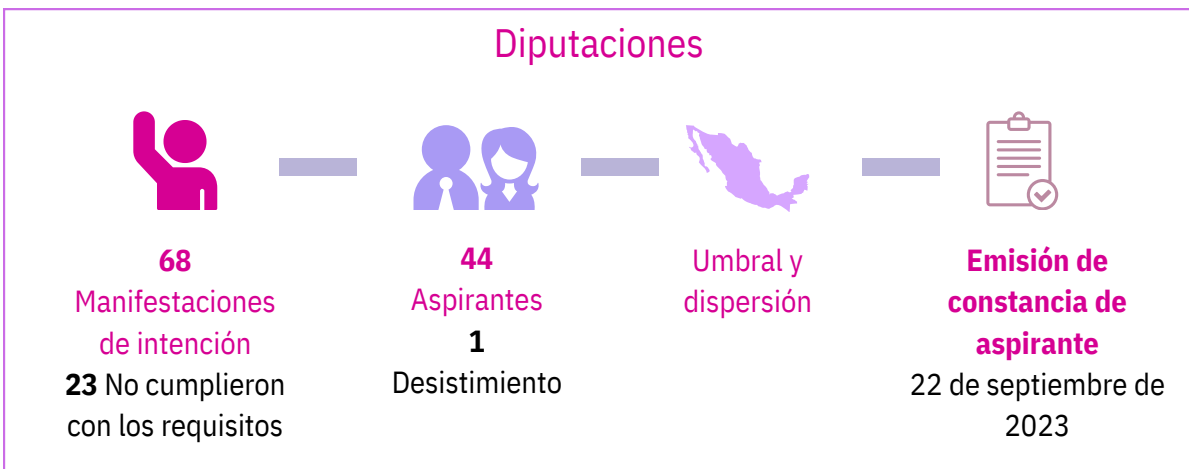 Diputaciones
68
Manifestaciones
de intención
23 No cumplieron
con los requisitos
44
Aspirantes
1
Desistimiento
Umbral y
dispersión
Emisión de
constancia de
aspirante
22 de septiembre de
2023